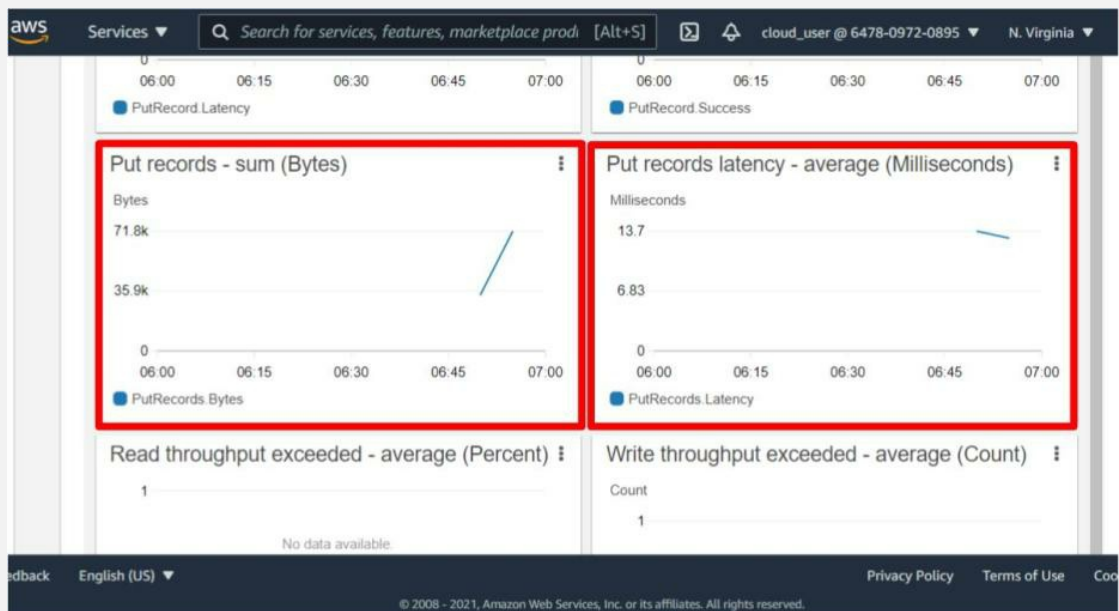 aws Services ▼ Search for services, features, marketplace prod [Alt+S] cloud_user @ 6478-0972-0895 ▼ N. Virginia ▼
0 0
06:00 06:15 06:30 06:45 07:00 06:00 06:15 06:30 06:45 07:00
PutRecord.Latency PutRecord.Success
Put records - sum (Bytes) Put records latency - average (Milliseconds)
Bytes Milliseconds
71.8k 13.7
35.9k 6.83
0 0
06:00 06:15 06:30 06:45 07:00 06:00 06:15 06:30 06:45 07:00
PutRecords.Bytes PutRecords.Latency
Read throughput exceeded - average (Percent) Write throughput exceeded - average (Count)
1 Count
1
No data available.
edback English (US) ▼ Privacy Policy Terms of Use Coo
© 2008 - 2021, Amazon Web Services, Inc. or its affiliates. All rights reserved.